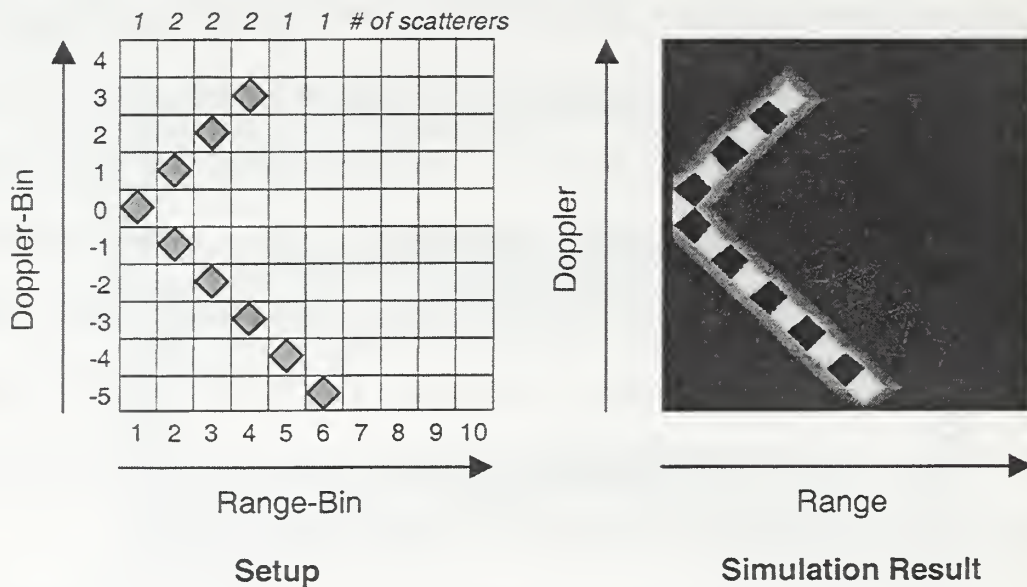 1 2 2 2 1 1 # of scatterers
4
3
2
1
0
-1
-2
-3
-4
-5
Doppler-Bin
1 2 3 4 5 6 7 8 9 10
Range-Bin
Setup
Doppler
Range
Simulation Result